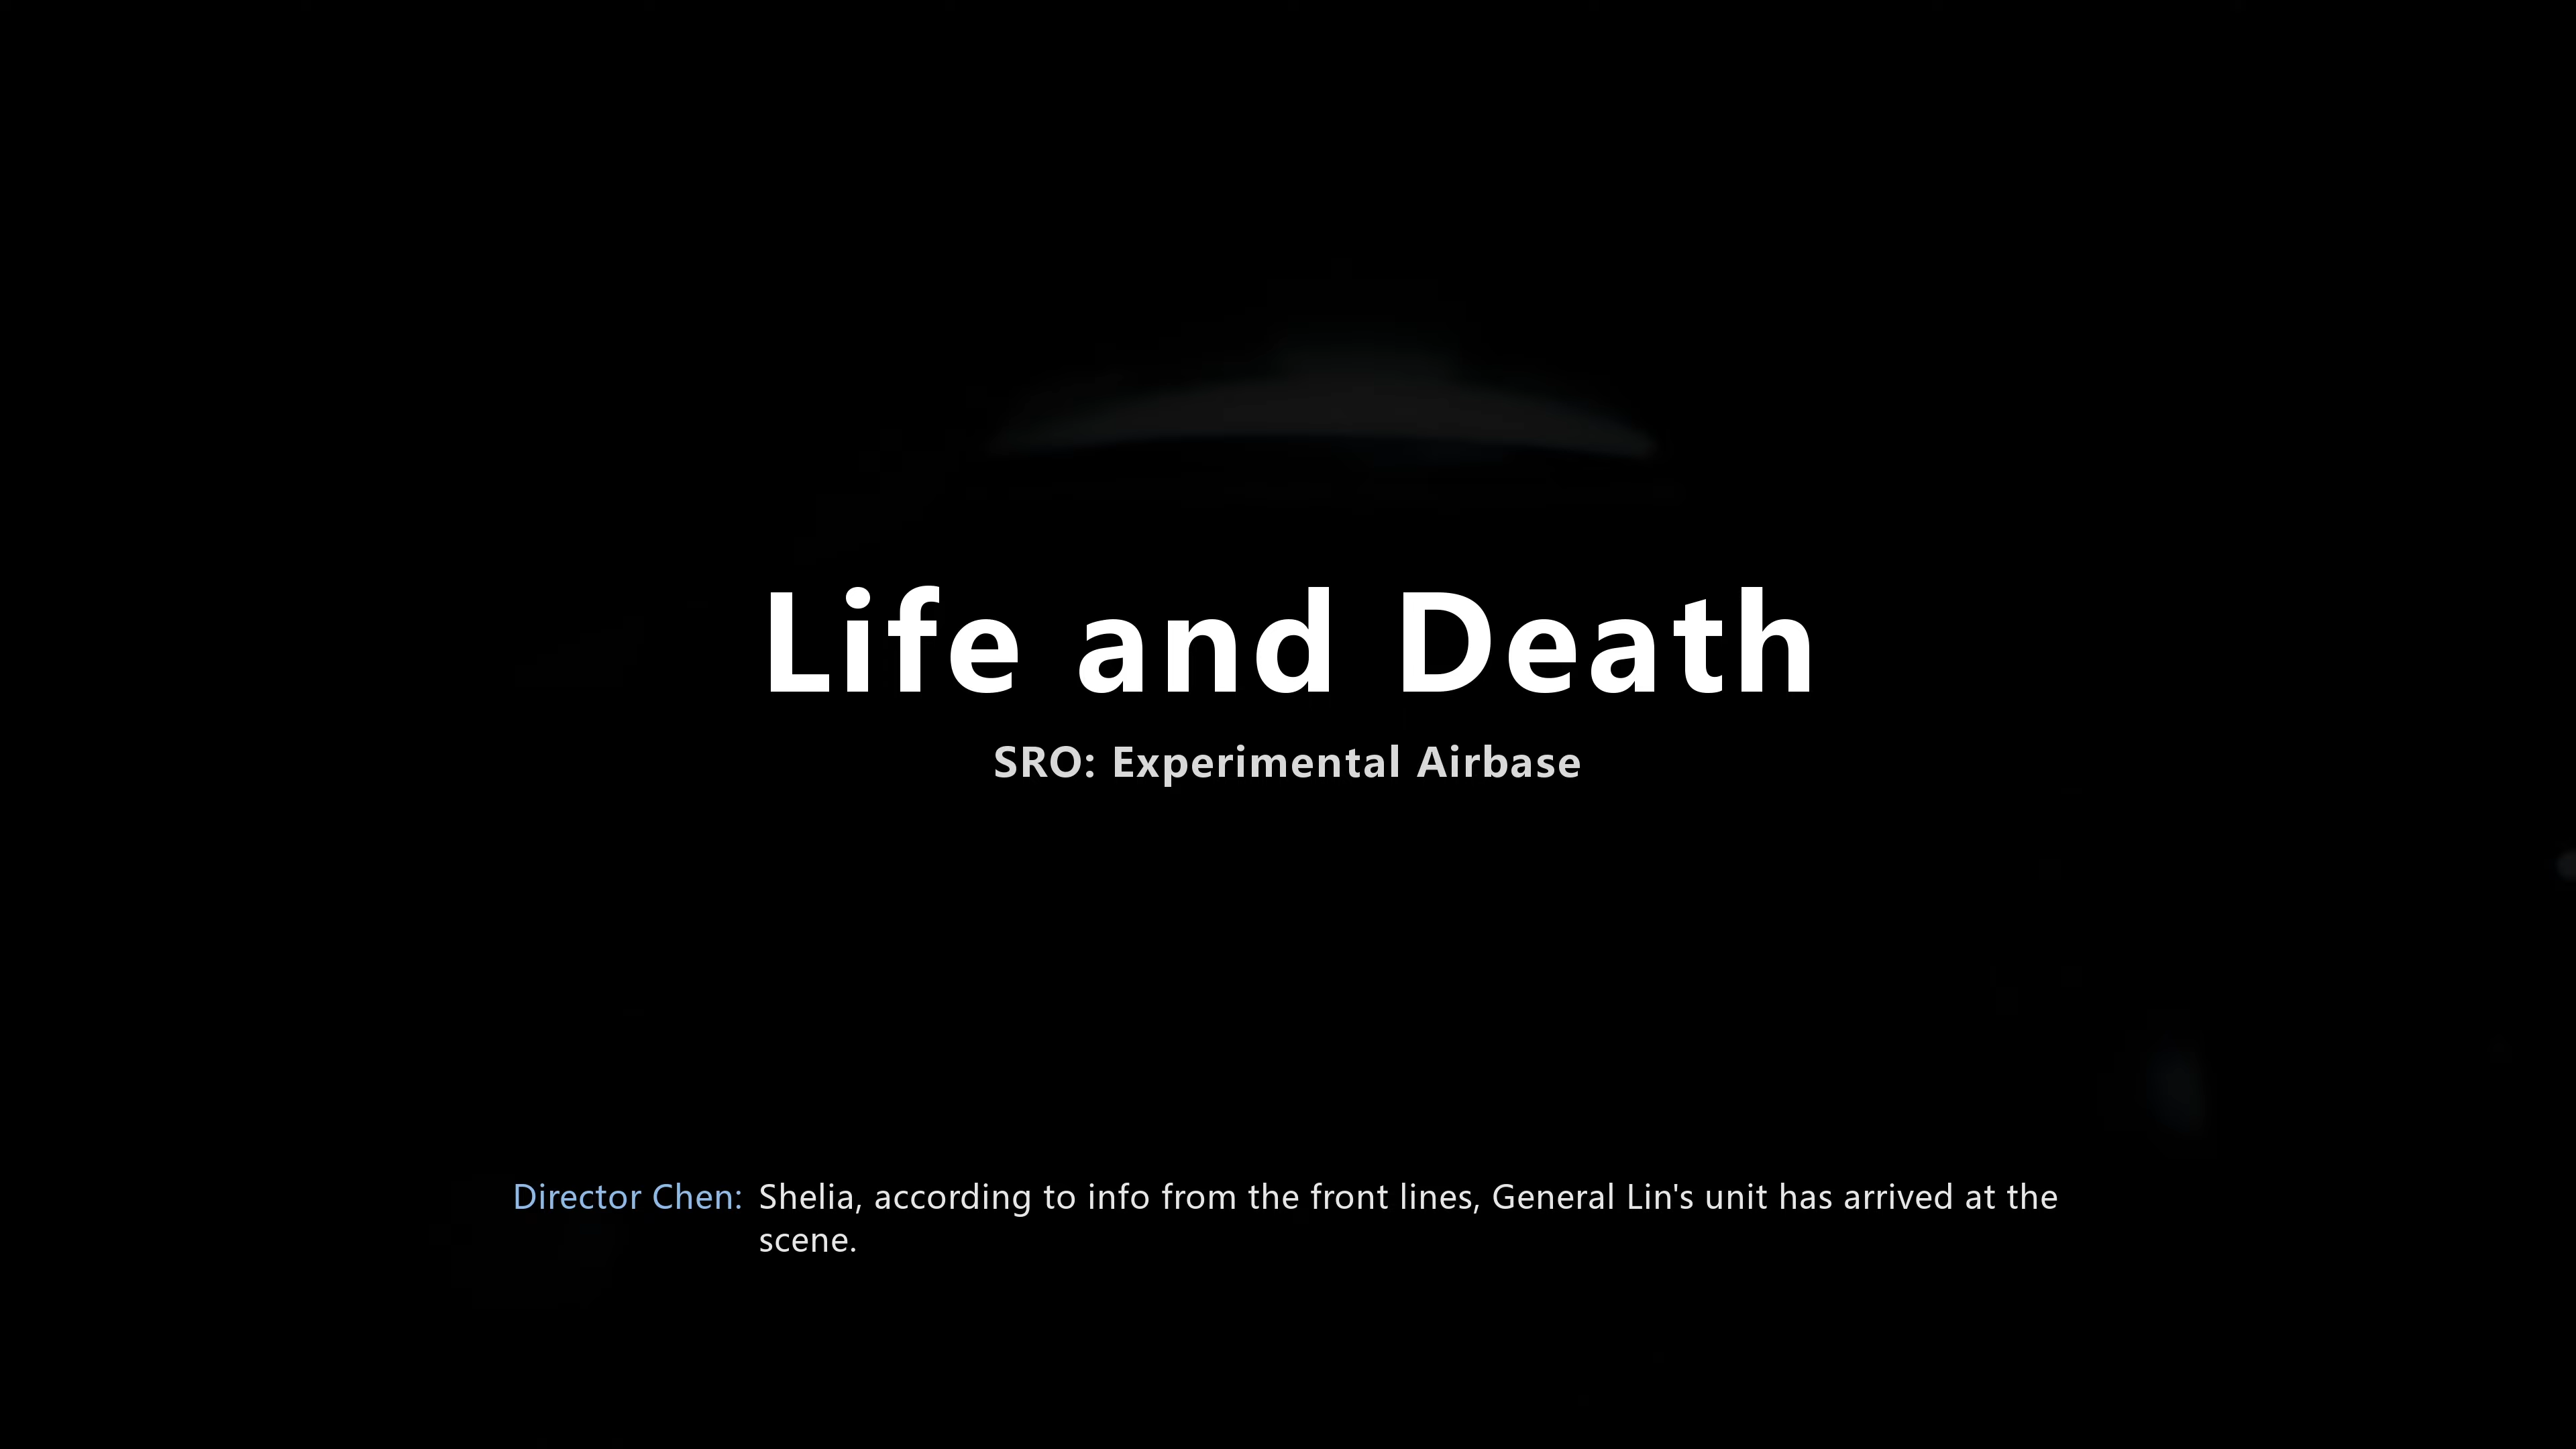 Life and Death
SRO: Experimental Airbase
Director Chen: Shelia, according to info from the front lines, General Lin's unit has arrived at the
scene.